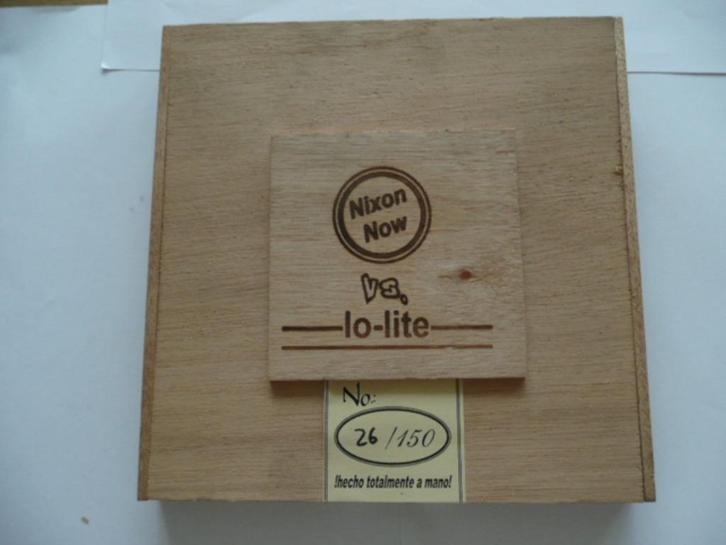 Nixon
Now
vs.
lo-lite
No.:
26/150
!hecho totalmente a mano!